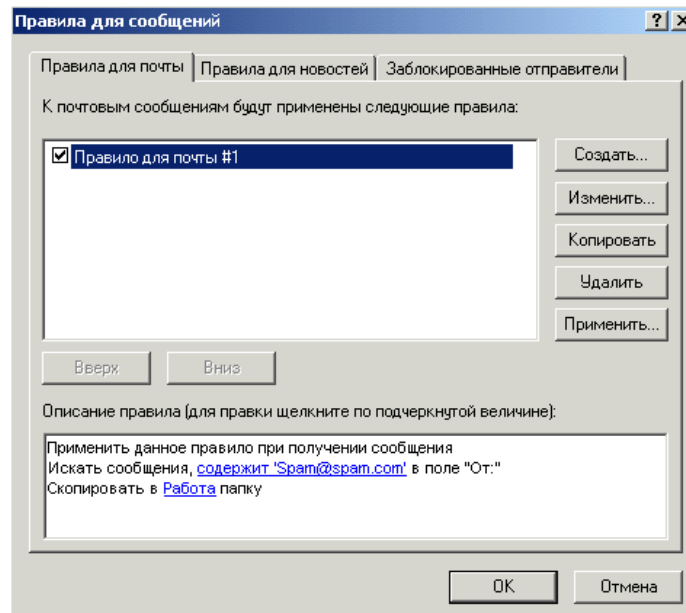 Правила для сообщений
Правила для почты
Правила для новостей
Заблокированные отправители
К почтовым сообщениям будут применены следующие правила:
Правило для почты #1
Создать...
Изменить...
Копировать
Удалить
Применить...
Вверх
Вниз
Описание правила (для правки щелкните по подчеркнутой величине):
Применить данное правило при получении сообщения
Искать сообщения, содержит 'Spam@spam.com' в поле "От:"
Скопировать в Работа папку
OK
Отмена